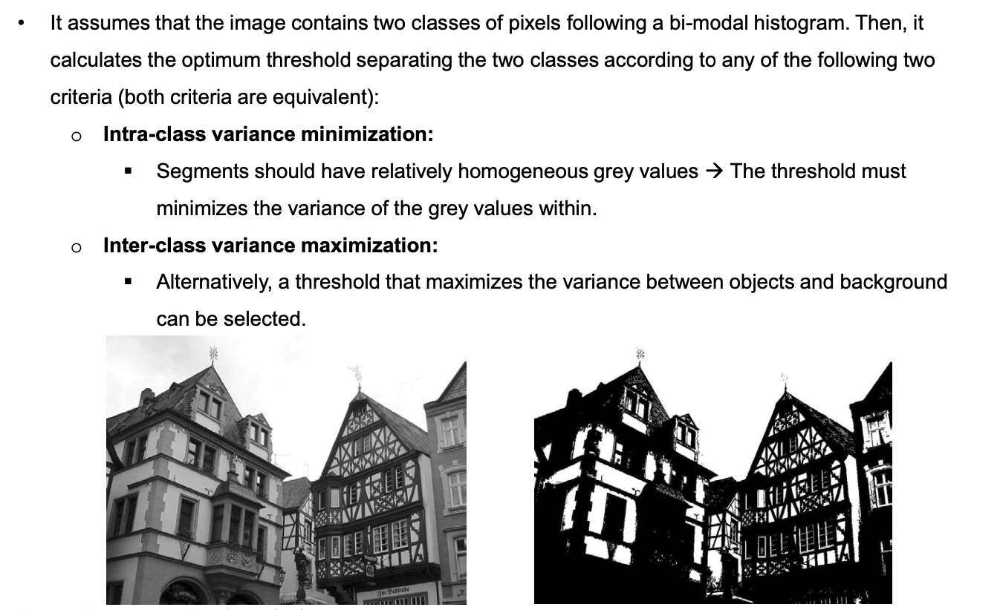 • It assumes that the image contains two classes of pixels following a bi-modal histogram. Then, it
calculates the optimum threshold separating the two classes according to any of the following two
criteria (both criteria are equivalent):
o Intra-class variance minimization:
▪ Segments should have relatively homogeneous grey values → The threshold must
minimizes the variance of the grey values within.
o Inter-class variance maximization:
▪ Alternatively, a threshold that maximizes the variance between objects and background
can be selected.
Zur Badstube